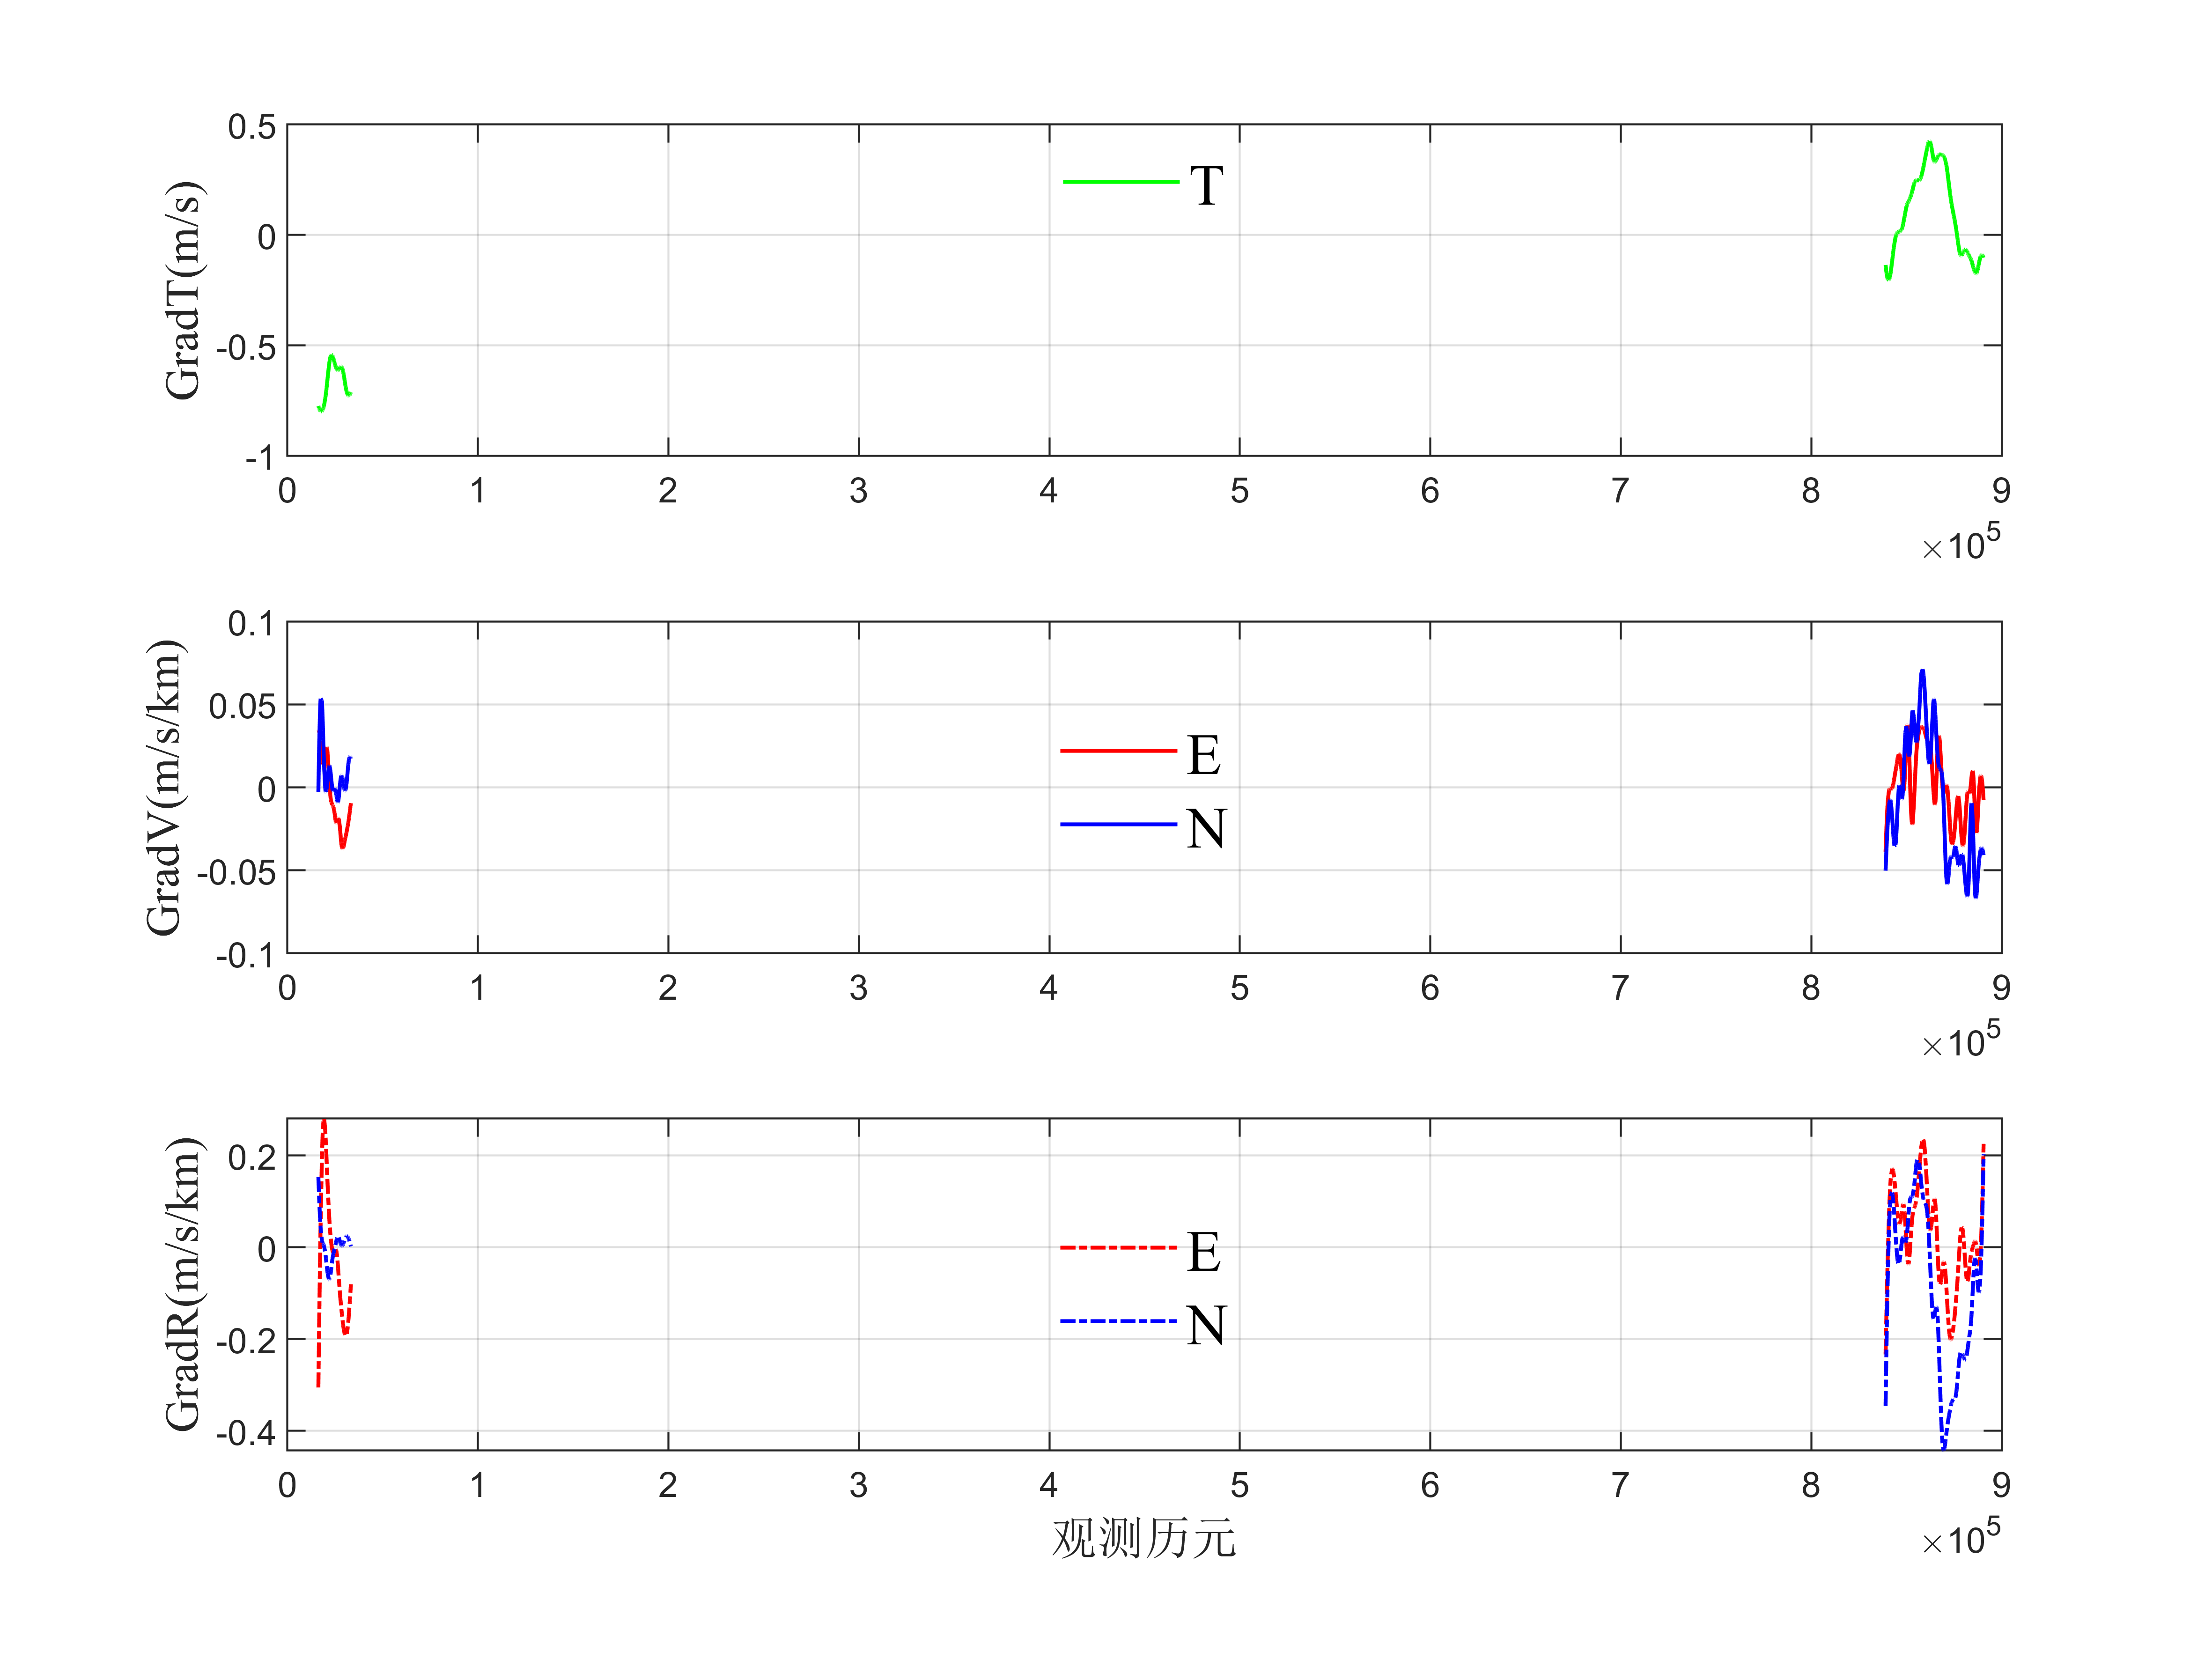 GradT(m/s)
0.5
0
-0.5
-1
T
0 1 2 3 4 5 6 7 8 9
×10^5
GradV(m/s/km)
0.1
0.05
0
-0.05
-0.1
E
N
0 1 2 3 4 5 6 7 8 9
×10^5
GradR(m/s/km)
0.2
0
-0.2
-0.4
E
N
0 1 2 3 4 5 6 7 8 9
×10^5
观测历元